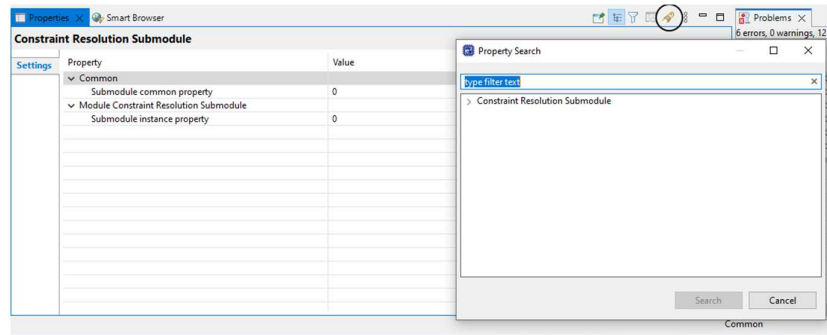 Properties
Smart Browser
Problems
6 errors, 0 warnings, 12
Constraint Resolution Submodule
Settings
Property
Value
Common
Submodule common property
0
Module Constraint Resolution Submodule
Submodule instance property
0
Property Search
type filter text
Constraint Resolution Submodule
Search
Cancel
Common